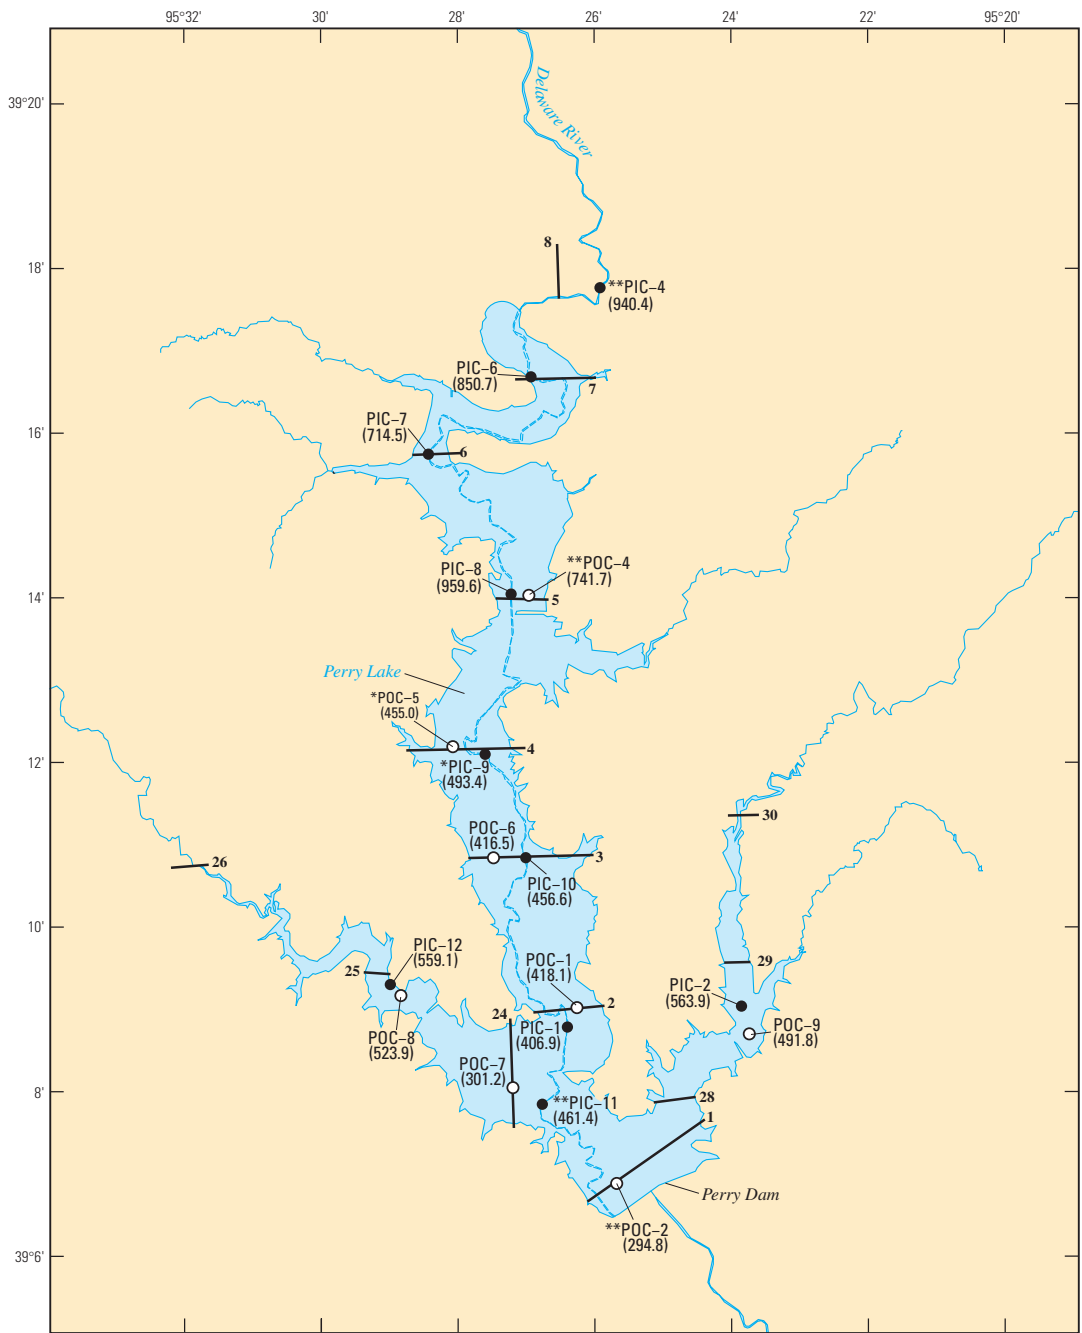 95°32'
30'
28'
26'
24'
22'
95°20'
39°20'
Delaware River
8
18'
**PIC–4
(940.4)
PIC–6
(850.7)
7
PIC–7
(714.5)
16'
6
**POC–4
(741.7)
PIC–8
(959.6)
14'
5
Perry Lake
*POC–5
(455.0)
4
12'
*PIC–9
(493.4)
30
POC–6
(416.5)
3
26
PIC–10
(456.6)
10'
PIC–12
(559.1)
POC–1
(418.1)
29
25
PIC–2
(563.9)
2
24
POC–9
(491.8)
PIC–1
(406.9)
POC–8
(523.9)
POC–7
(301.2)
8'
28
**PIC–11
(461.4)
1
Perry Dam
**POC–2
(294.8)
39°6'